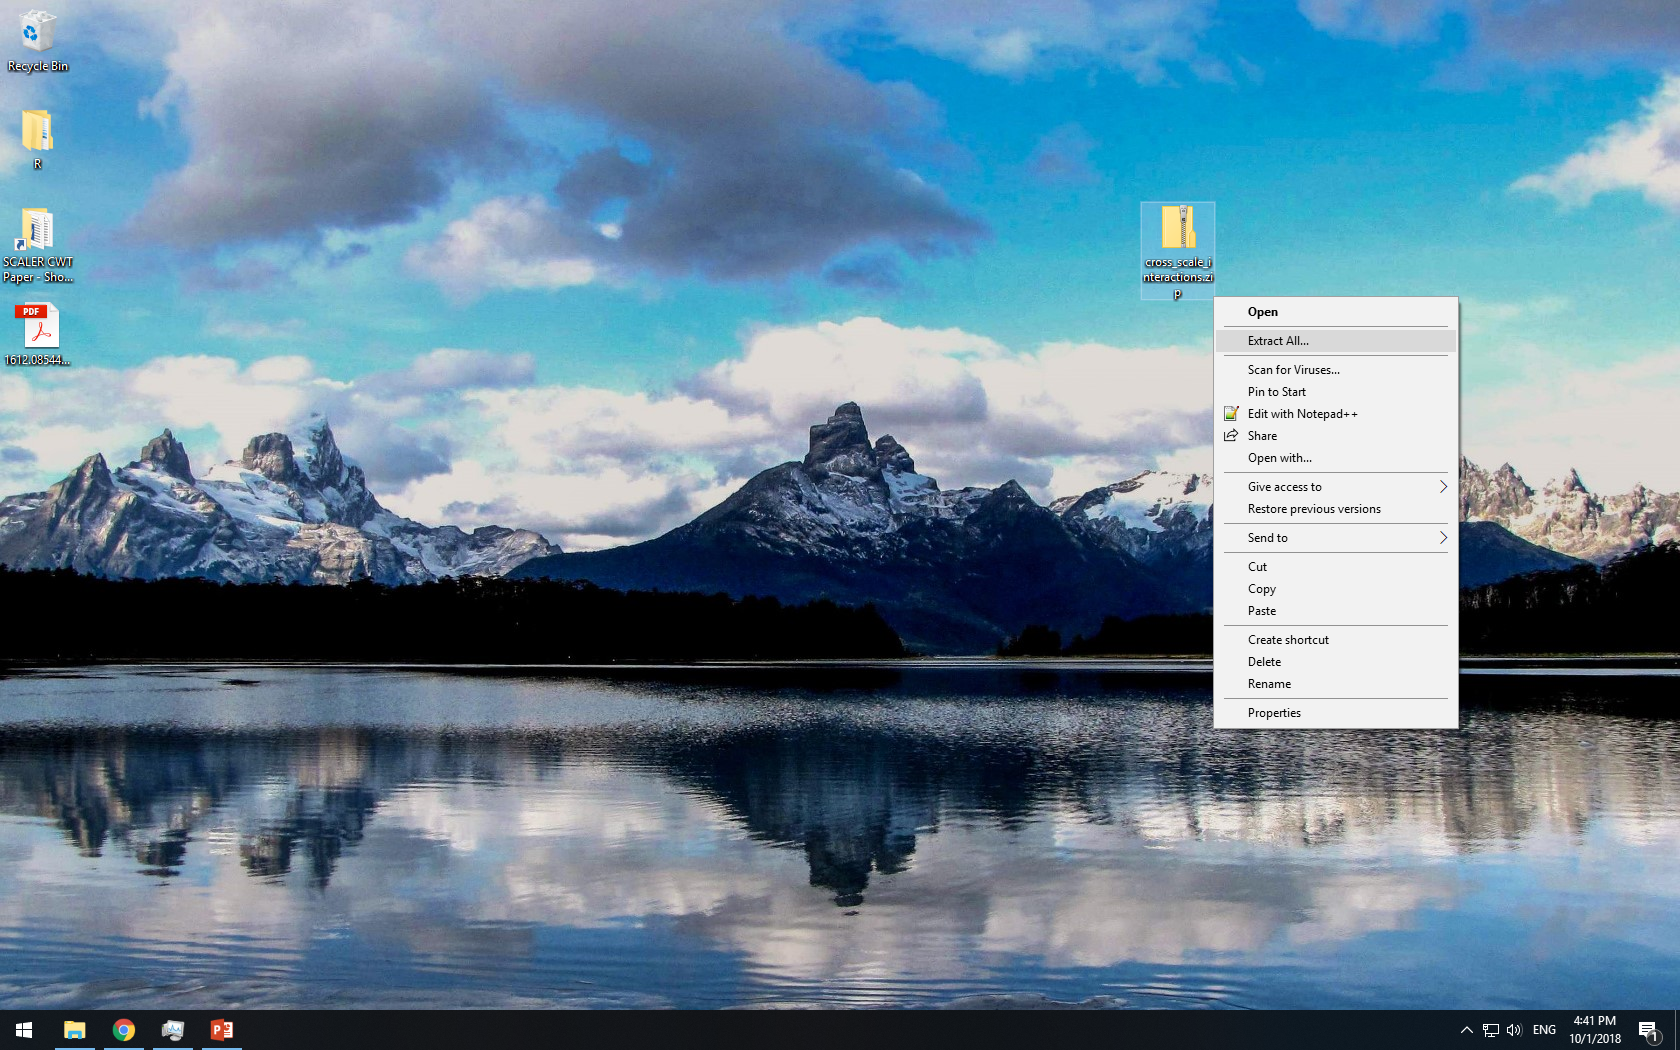 Recycle Bin
R
SCALER CWT
Paper - Sho...
PDF
1612.08544...
cross_scale_i
nteractions.zi
p
Open
Extract All...
Scan for Viruses...
Pin to Start
Edit with Notepad++
Share
Open with...
Give access to
Restore previous versions
Send to
Cut
Copy
Paste
Create shortcut
Delete
Rename
Properties
P
ENG
4:41 PM
10/1/2018
1